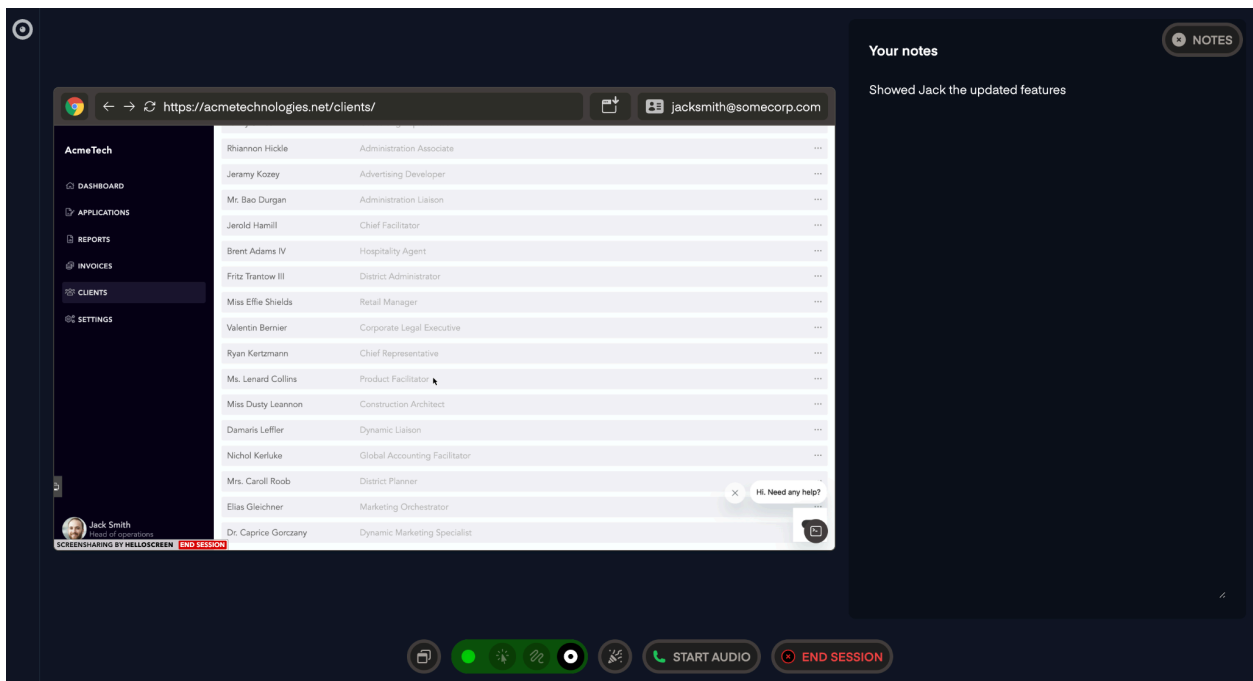 NOTES
Your notes
Showed Jack the updated features
https://acmetechnologies.net/clients/
jacksmith@somecorp.com
AcmeTech
DASHBOARD
APPLICATIONS
REPORTS
INVOICES
CLIENTS
SETTINGS
Rhiannon Hickle Administration Associate ...
Jeramy Kozey Advertising Developer ...
Mr. Bao Durgan Administration Liaison ...
Jerold Hamill Chief Facilitator ...
Brent Adams IV Hospitality Agent ...
Fritz Trantow III District Administrator ...
Miss Effie Shields Retail Manager ...
Valentin Bernier Corporate Legal Executive ...
Ryan Kertzmann Chief Representative ...
Ms. Lenard Collins Product Facilitator ...
Miss Dusty Leannon Construction Architect ...
Damaris Leffler Dynamic Liaison ...
Nichol Kerluke Global Accounting Facilitator ...
Mrs. Caroll Roob District Planner
Elias Gleichner Marketing Orchestrator
Dr. Caprice Gorczany Dynamic Marketing Specialist
Hi. Need any help?
Jack Smith
Head of operations
SCREENSHARING BY HELLOSCREEN END SESSION
START AUDIO
END SESSION